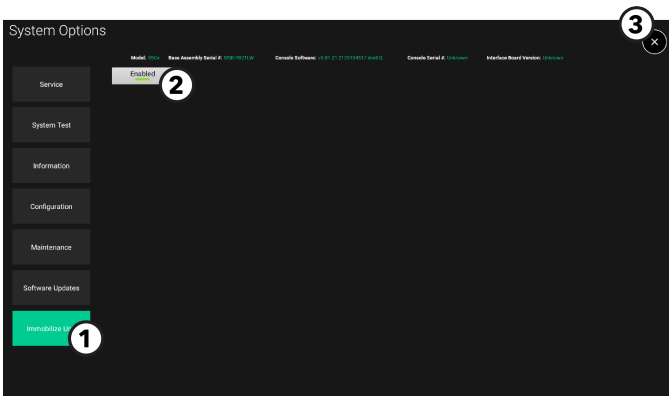 3
System Options
Model: 95Ce Base Assembly Serial #: Console Software: Console Serial #: Unknown Interface Board Version: Unknown
Enabled
2
Service
System Test
Information
Configuration
Maintenance
Software Updates
Immobilize
1